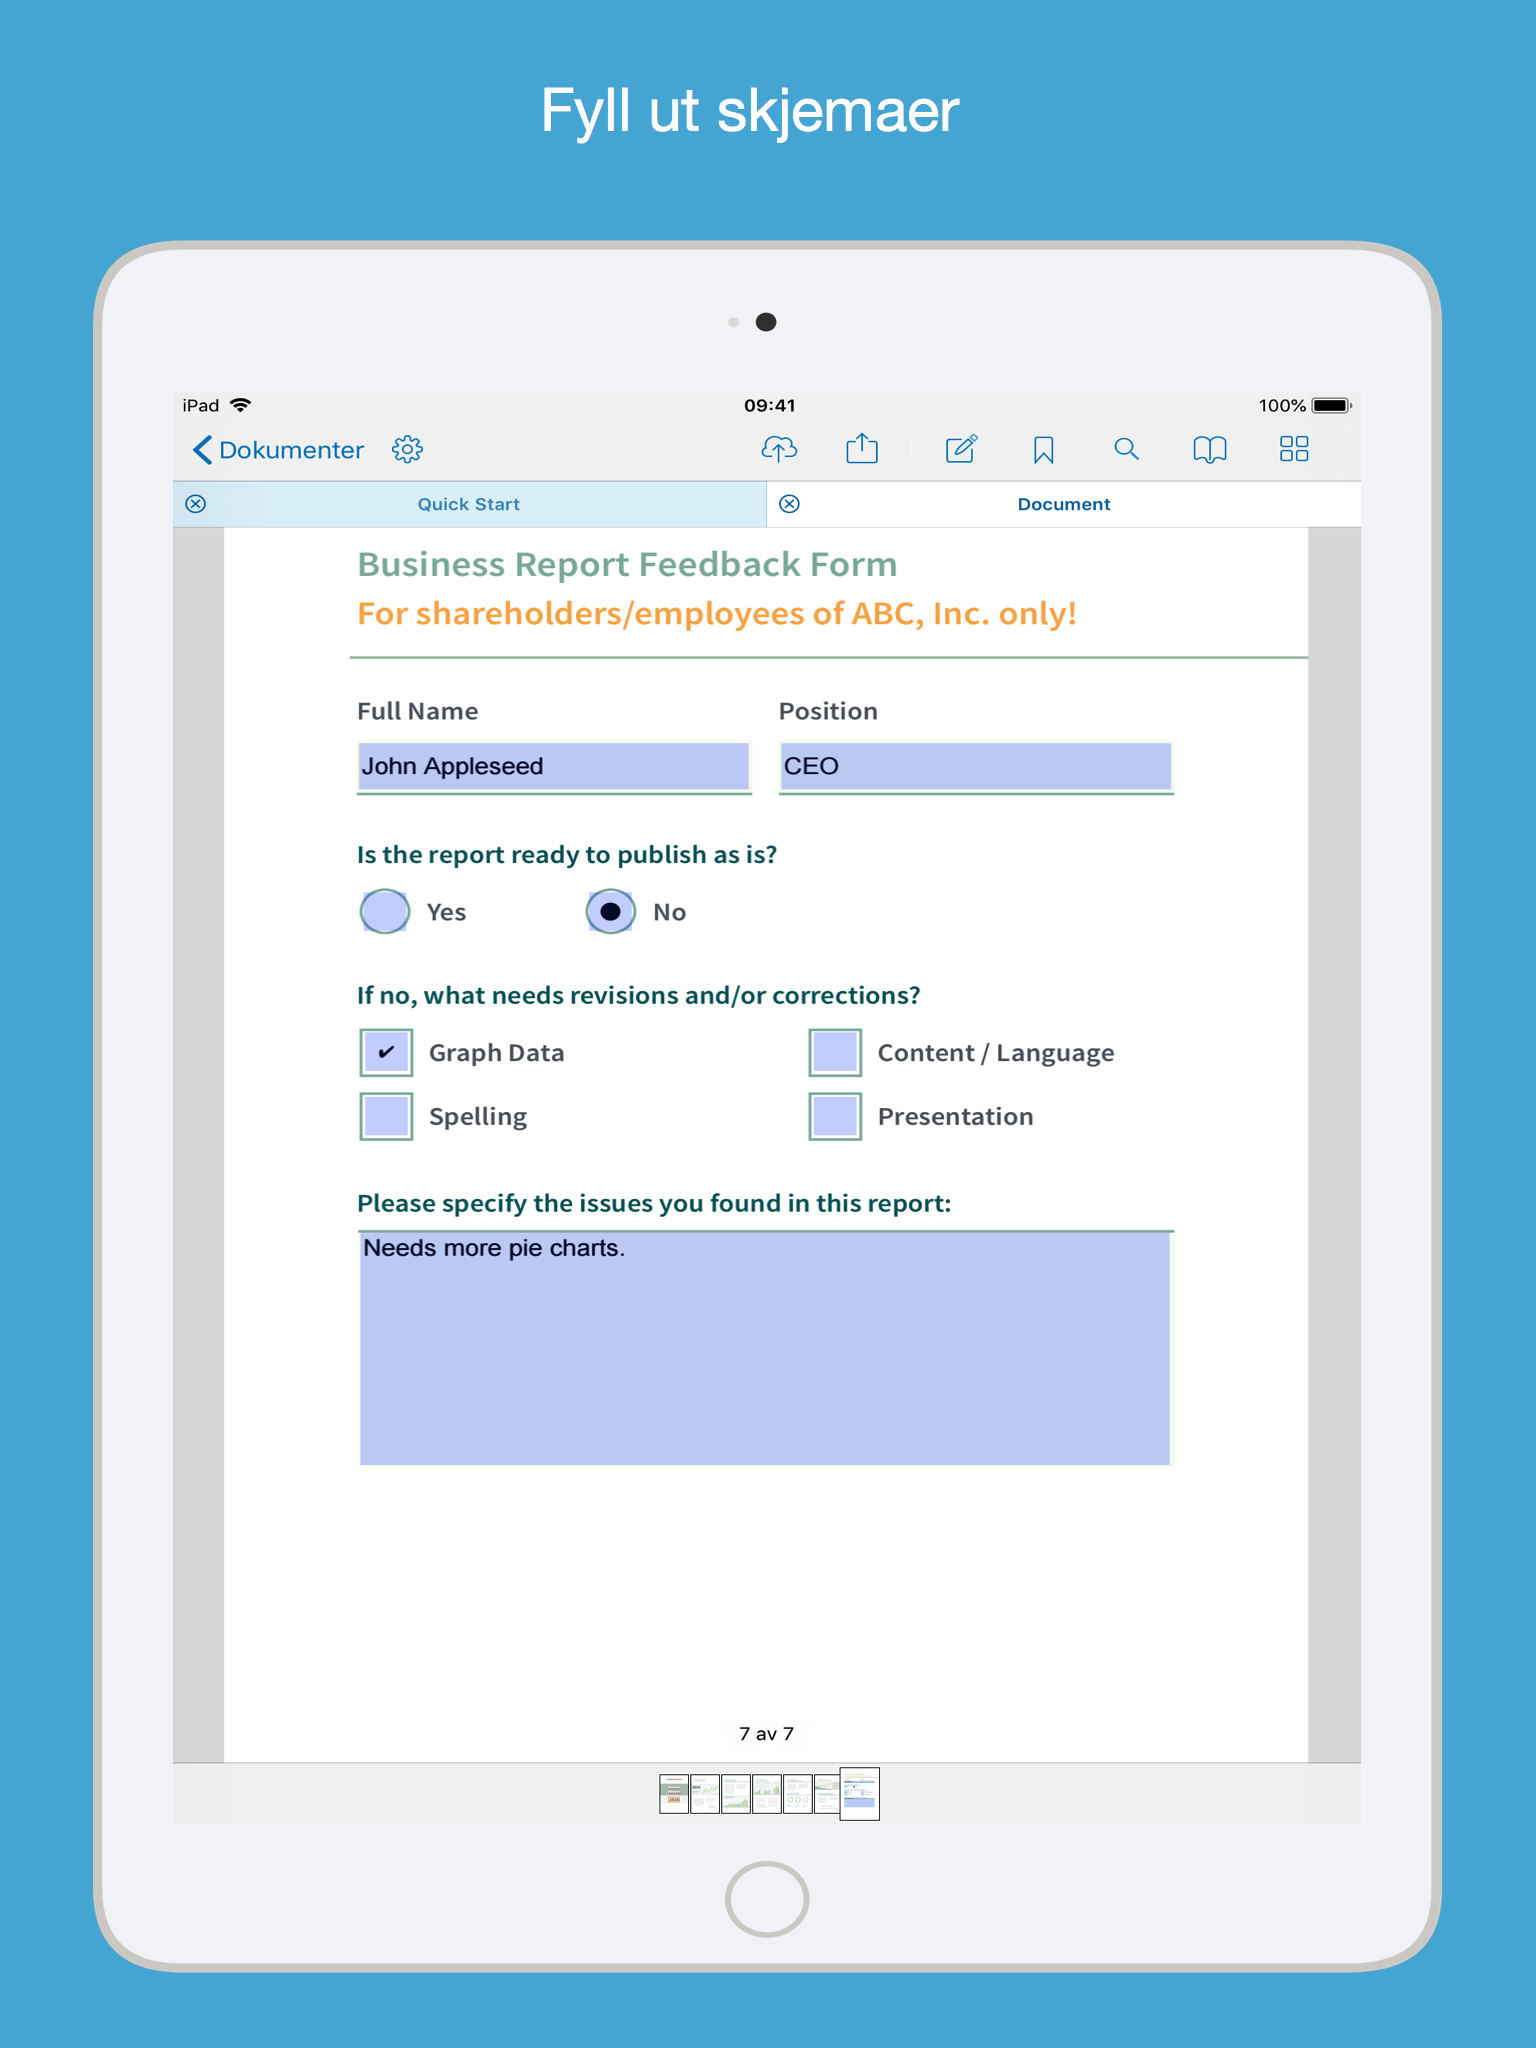 Fyll ut skjemaer
iPad 09:41 100%
Dokumenter
Quick Start Document
Business Report Feedback Form
For shareholders/employees of ABC, Inc. only!
Full Name Position
John Appleseed CEO
Is the report ready to publish as is?
Yes No
If no, what needs revisions and/or corrections?
Graph Data Content / Language
Spelling Presentation
Please specify the issues you found in this report:
Needs more pie charts.
7 av 7